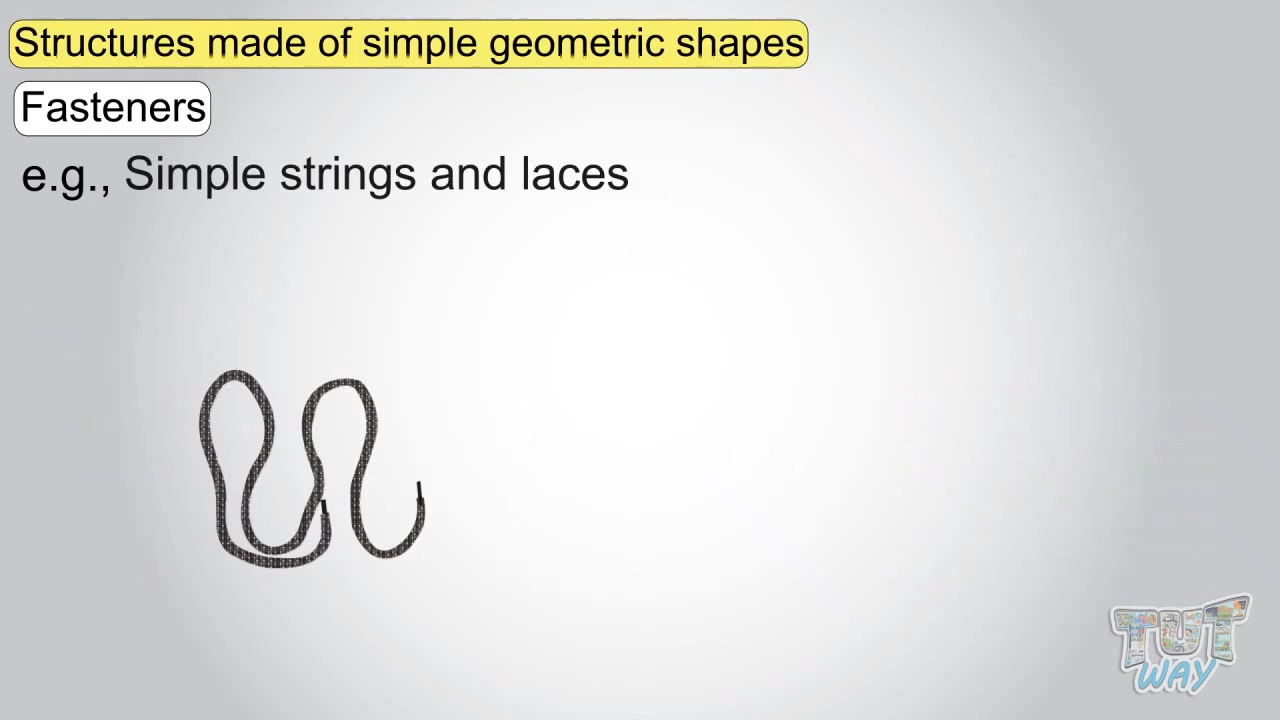 Structures made of simple geometric shapes
Fasteners
e.g., Simple strings and laces
TUT
WAY